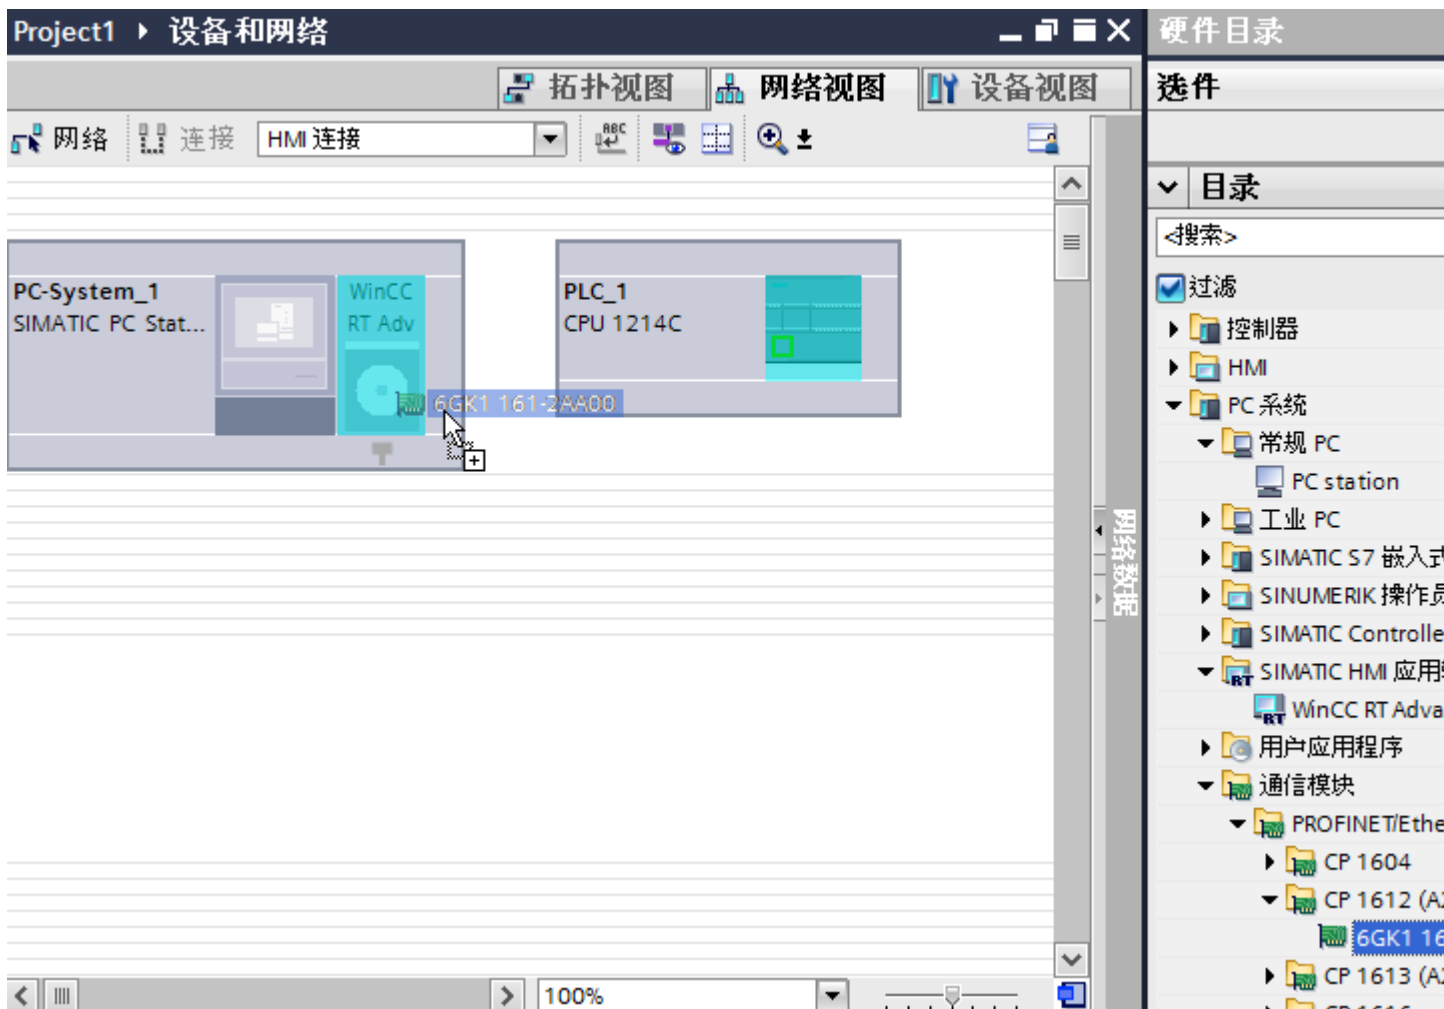 Project1 ▸ 设备和网络
硬件目录
拓扑视图
网络视图
设备视图
选件
网络
连接
HMI 连接
ABC
目录
<搜索>
过滤
PC-System_1
SIMATIC PC Stat...
WinCC
RT Adv
PLC_1
CPU 1214C
6GK1 161-2AA00
控制器
HMI
PC 系统
常规 PC
PC station
工业 PC
SIMATIC S7 嵌入式
SINUMERIK 操作员
SIMATIC Controlle
SIMATIC HMI 应用
WinCC RT Adva
用户应用程序
通信模块
PROFINET/Ethe
CP 1604
CP 1612 (A
6GK1 16
CP 1613 (A
网络数据
100%